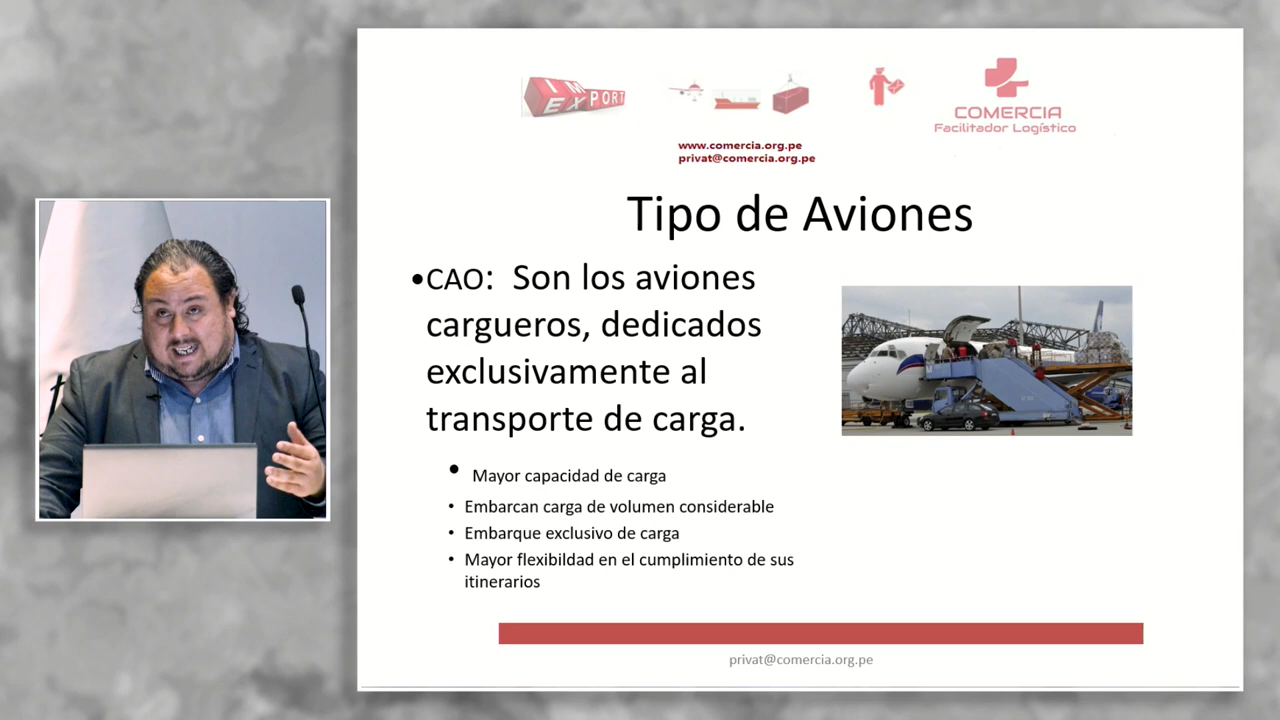 IN
EXPORT
COMERCIA
Facilitador Logístico
www.comercia.org.pe
privat@comercia.org.pe
Tipo de Aviones
•CAO: Son los aviones
cargueros, dedicados
exclusivamente al
transporte de carga.
• Mayor capacidad de carga
• Embarcan carga de volumen considerable
• Embarque exclusivo de carga
• Mayor flexibildad en el cumplimiento de sus
itinerarios
privat@comercia.org.pe